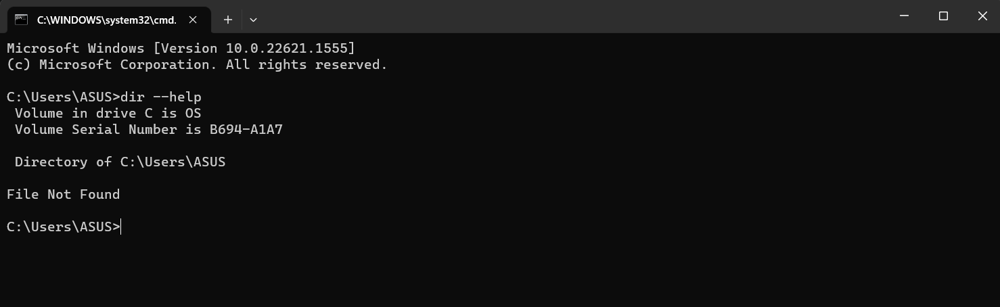 C:\WINDOWS\system32\cmd.
Microsoft Windows [Version 10.0.22621.1555]
(c) Microsoft Corporation. All rights reserved.
C:\Users\ASUS>dir --help
Volume in drive C is OS
Volume Serial Number is B694-A1A7
Directory of C:\Users\ASUS
File Not Found
C:\Users\ASUS>